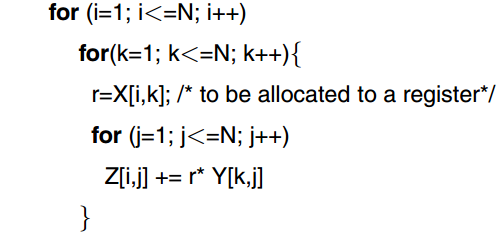 for (i=1; i<=N; i++)
for(k=1; k<=N; k++){
r=X[i,k]; /* to be allocated to a register*/
for (j=1; j<=N; j++)
Z[i,j] += r* Y[k,j]
}